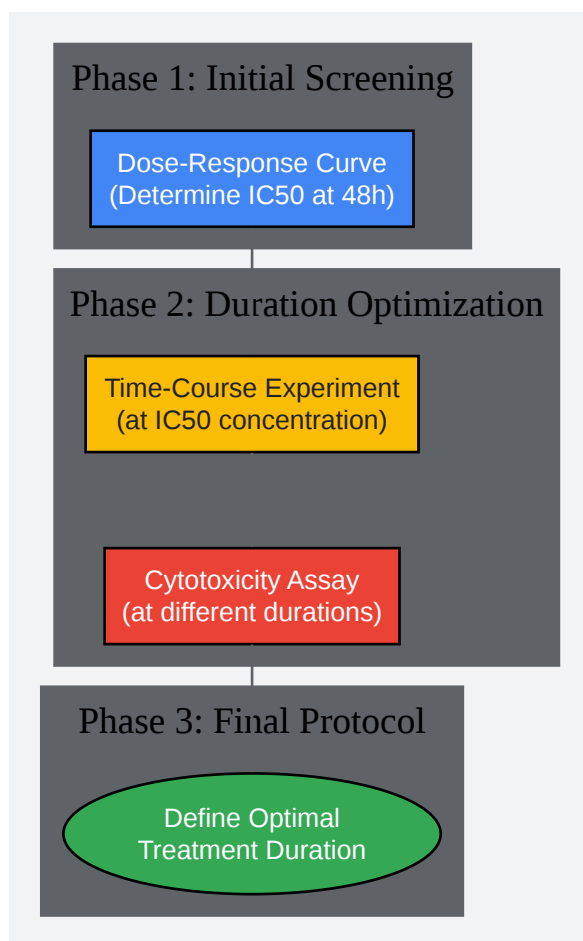 Phase 1: Initial Screening
Dose-Response Curve
(Determine IC50 at 48h)
Phase 2: Duration Optimization
Time-Course Experiment
(at IC50 concentration)
Cytotoxicity Assay
(at different durations)
Phase 3: Final Protocol
Define Optimal
Treatment Duration